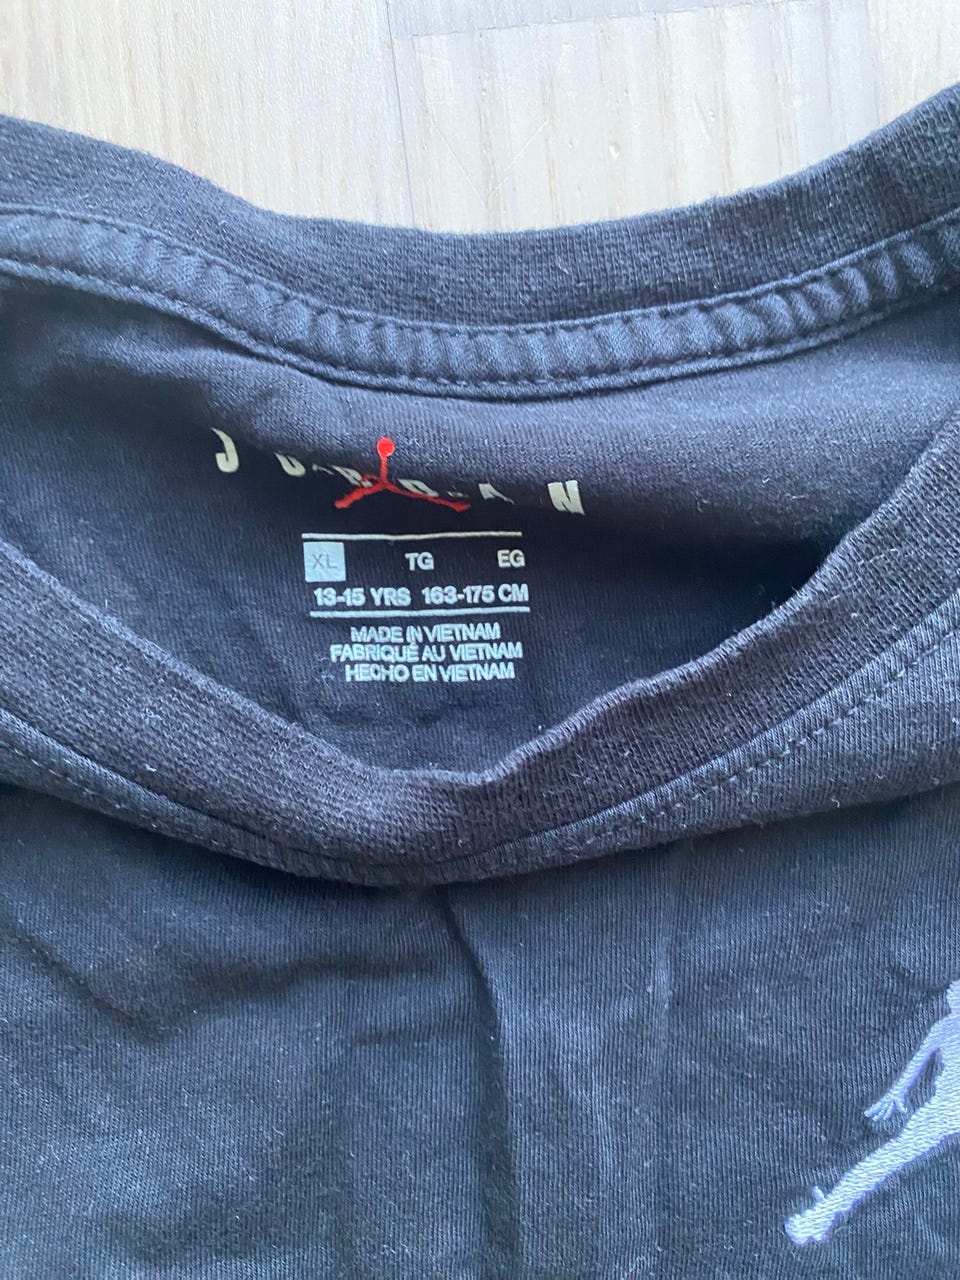 JORDAN
XL TG EG
13-15 YRS 163-175 CM
MADE IN VIETNAM
FABRIQUÉ AU VIETNAM
HECHO EN VIETNAM